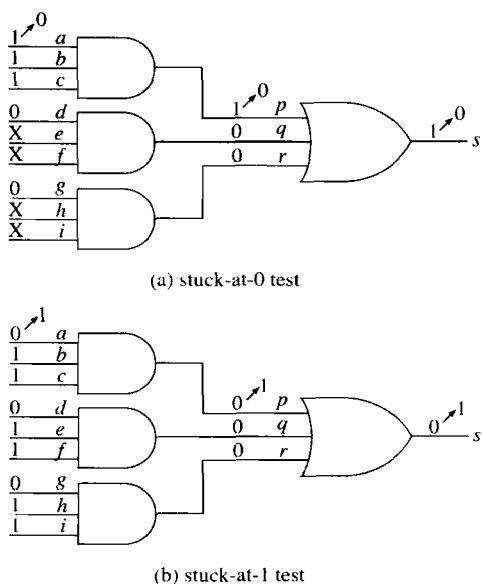 1 0 a
1 b
1 c
0 d
X e
X f
0 g
X h
X i
1 0 p
0 q
0 r
1 0
s
(a) stuck-at-0 test
0 1 a
1 b
1 c
0 d
1 e
1 f
0 g
1 h
1 i
0 1 p
0 q
0 r
0 1
s
(b) stuck-at-1 test